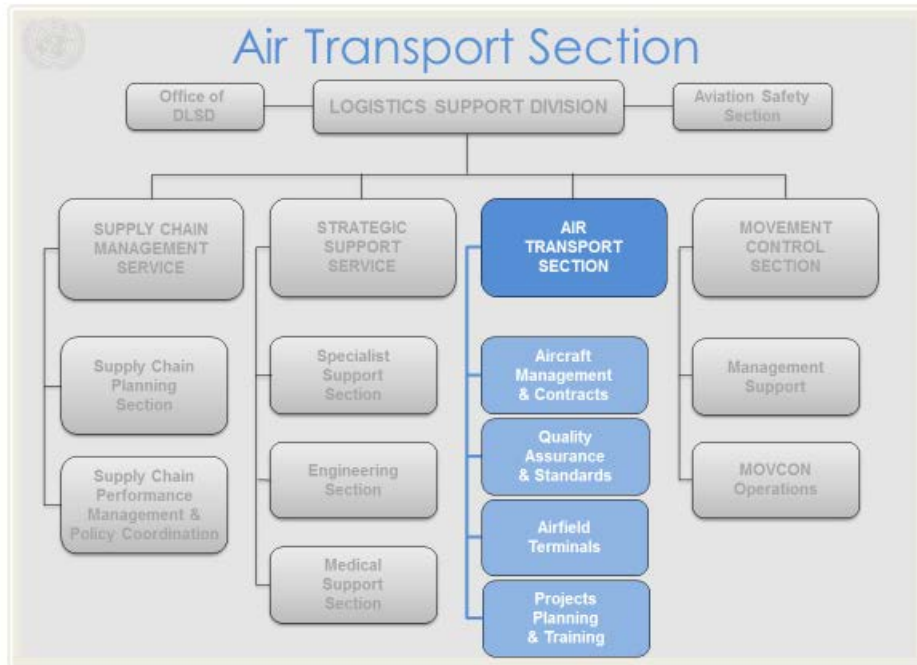 Air Transport Section
Office of
DLSD
LOGISTICS SUPPORT DIVISION
Aviation Safety
Section
SUPPLY CHAIN
MANAGEMENT
SERVICE
Supply Chain
Planning
Section
Supply Chain
Performance
Management &
Policy Coordination
STRATEGIC
SUPPORT
SERVICE
Specialist
Support
Section
Engineering
Section
Medical
Support
Section
AIR
TRANSPORT
SECTION
Aircraft
Management
& Contracts
Quality
Assurance
& Standards
Airfield
Terminals
Projects
Planning
& Training
MOVEMENT
CONTROL
SECTION
Management
Support
MOVCON
Operations